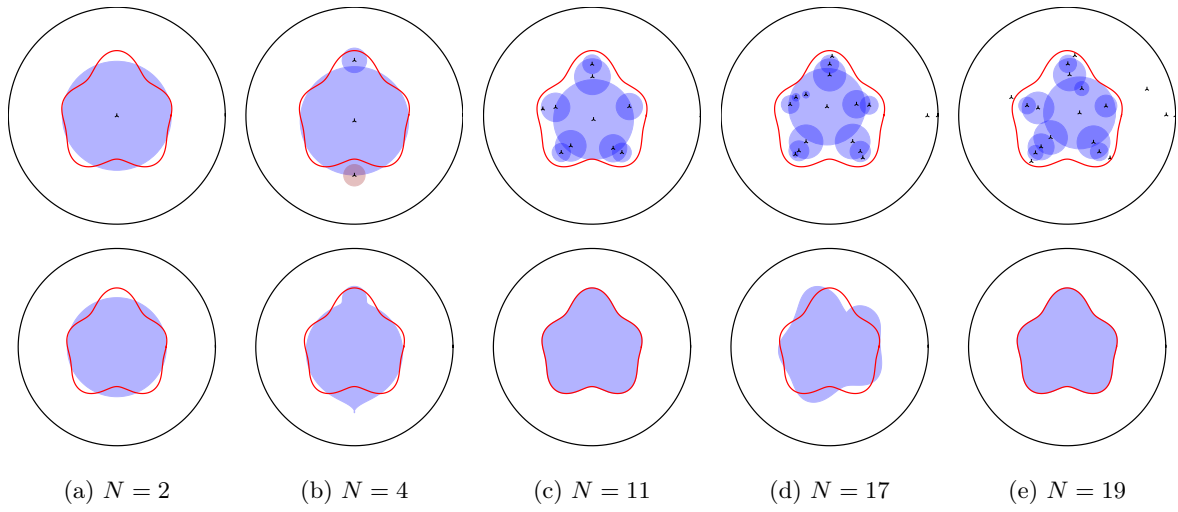 (a) N = 2 (b) N = 4 (c) N = 11 (d) N = 17 (e) N = 19